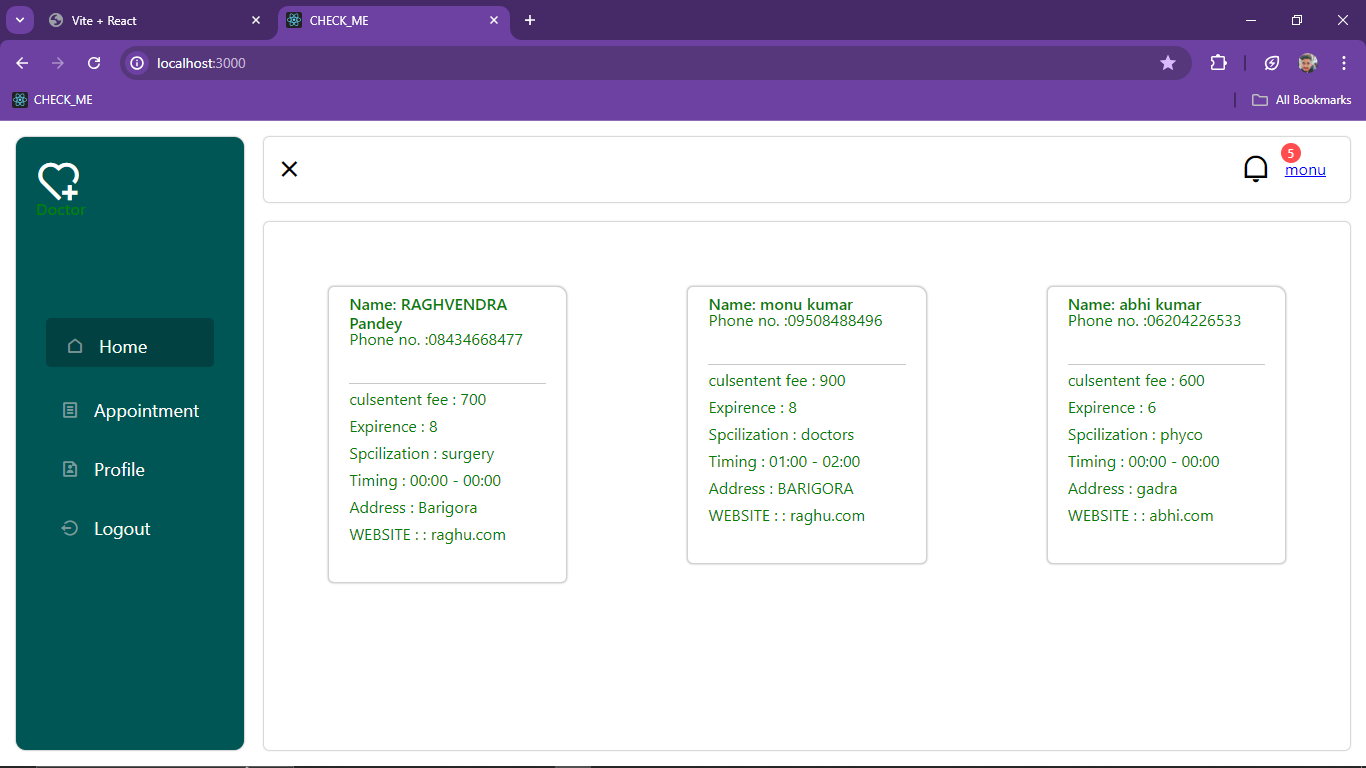 Vite + React
CHECK_ME
localhost:3000
CHECK_ME
All Bookmarks
Doctor
Home
Appointment
Profile
Logout
5
monu
Name: RAGHVENDRA
Pandey
Phone no. :08434668477
culsentent fee : 700
Expirence : 8
Spcilization : surgery
Timing : 00:00 - 00:00
Address : Barigora
WEBSITE : : raghu.com
Name: monu kumar
Phone no. :09508488496
culsentent fee : 900
Expirence : 8
Spcilization : doctors
Timing : 01:00 - 02:00
Address : BARIGORA
WEBSITE : : raghu.com
Name: abhi kumar
Phone no. :06204226533
culsentent fee : 600
Expirence : 6
Spcilization : phyco
Timing : 00:00 - 00:00
Address : gadra
WEBSITE : : abhi.com